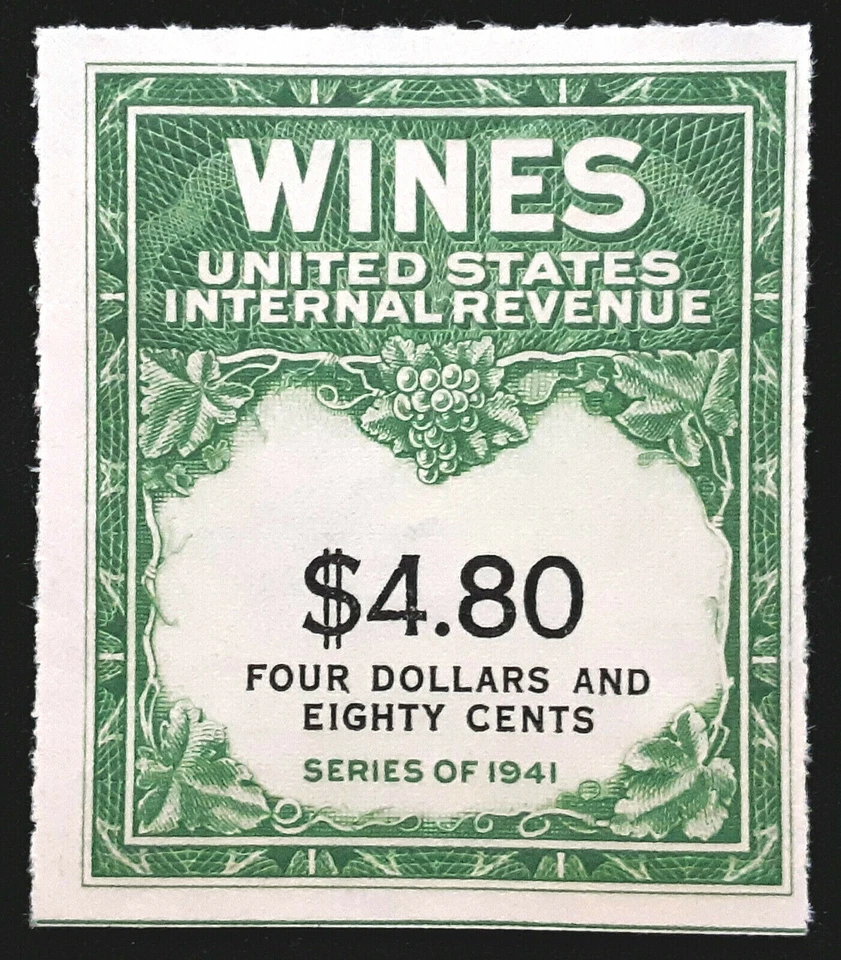 WINES
UNITED STATES
INTERNAL REVENUE
$4.80
FOUR DOLLARS AND
EIGHTY CENTS
SERIES OF 1941